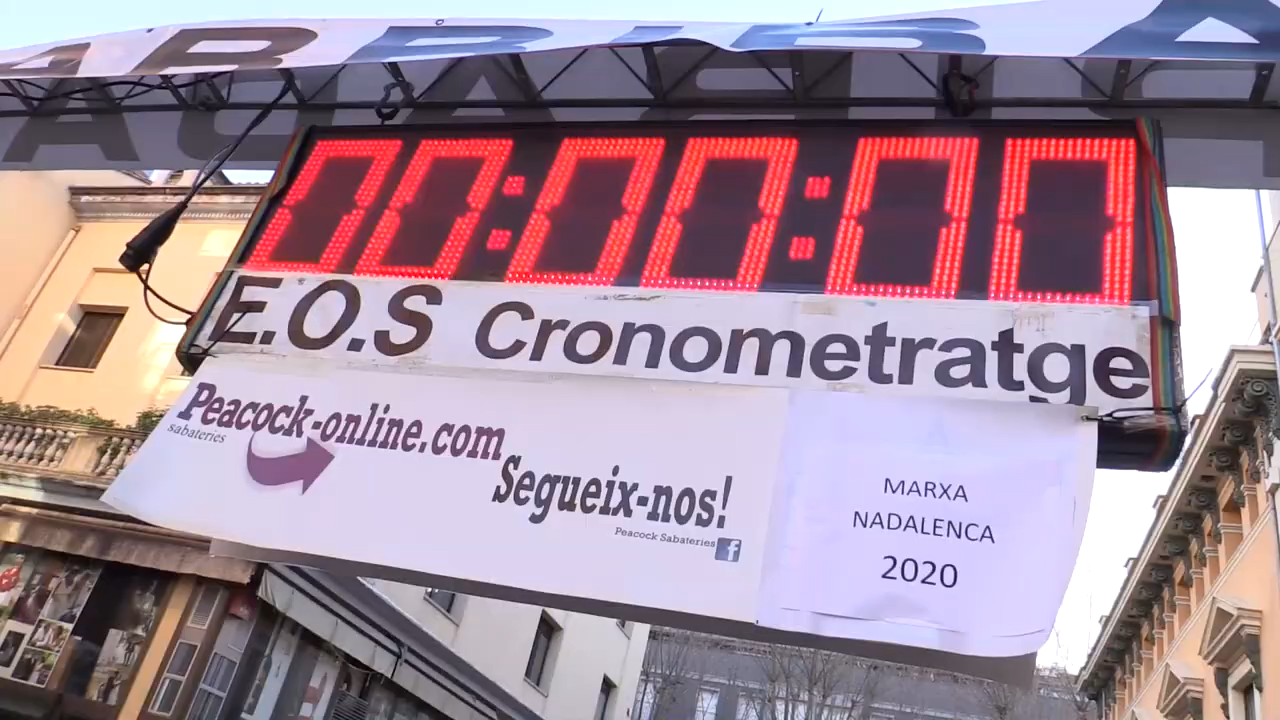 ARRIBA
00:00:00
E.O.S Cronometratge
Peacock-online.com
sabateries
Segueix-nos!
Peacock Sabateries f
MARXA
NADALENCA
2020